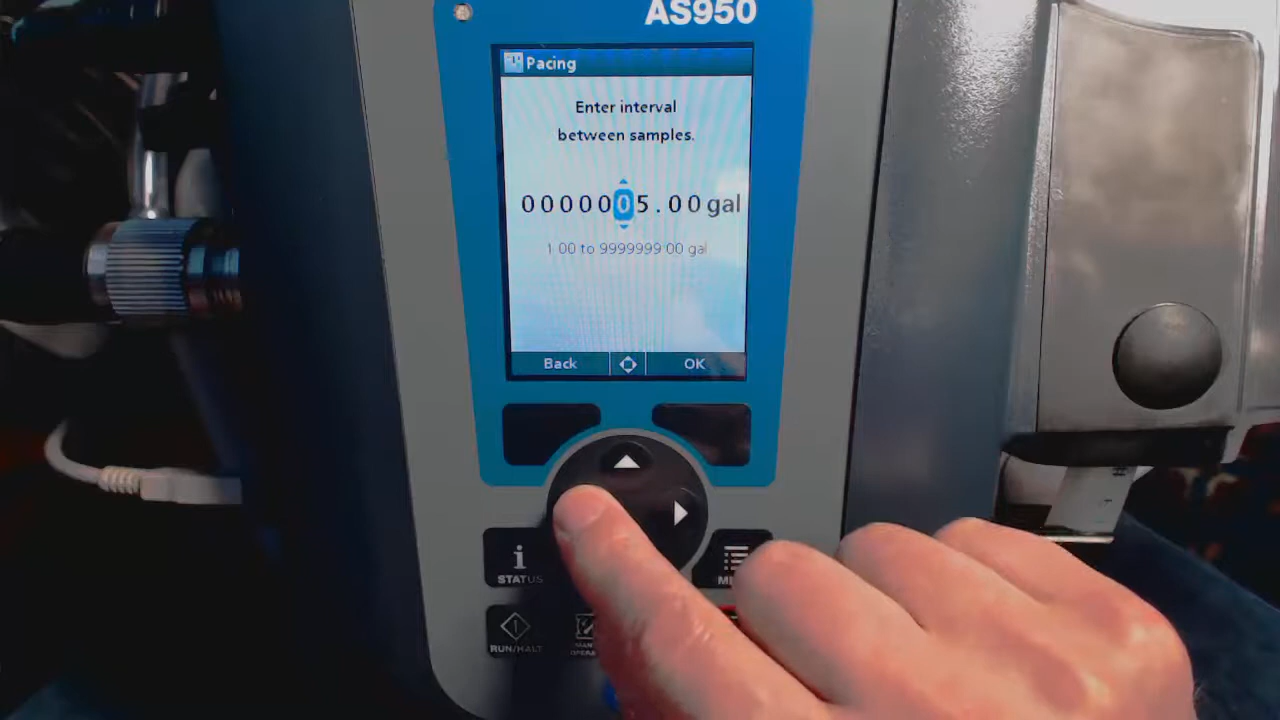 AS950
Pacing
Enter interval
between samples.
0000005.00 gal
1.00 to 9999999.00 gal
Back OK
STATUS
RUN/HALT